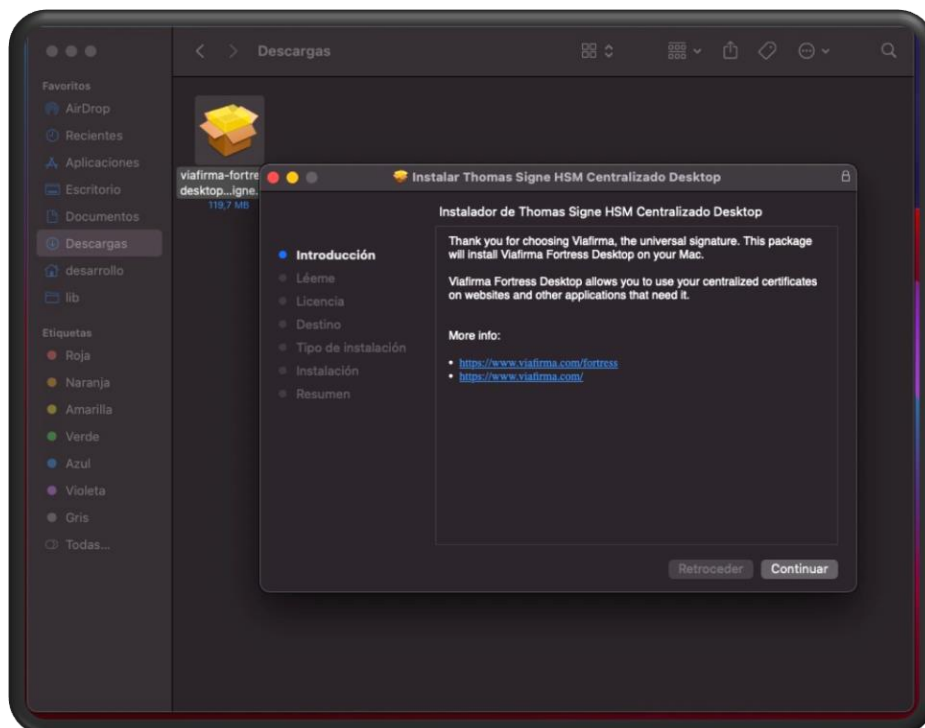 Descargas
Favoritos
AirDrop
Recientes
Aplicaciones
Escritorio
Documentos
Descargas
desarrollo
lib
Etiquetas
Roja
Naranja
Amarilla
Verde
Azul
Violeta
Gris
Todas...
viafirma-fortre
desktop...igne.
119,7 MB
Instalar Thomas Signe HSM Centralizado Desktop
Instalador de Thomas Signe HSM Centralizado Desktop
Introducción
Léeme
Licencia
Destino
Tipo de instalación
Instalación
Resumen
Thank you for choosing Viafirma, the universal signature. This package
will install Viafirma Fortress Desktop on your Mac.
Viafirma Fortress Desktop allows you to use your centralized certificates
on websites and other applications that need it.
More info:
• https://www.viafirma.com/fortress
• https://www.viafirma.com/
Retroceder
Continuar